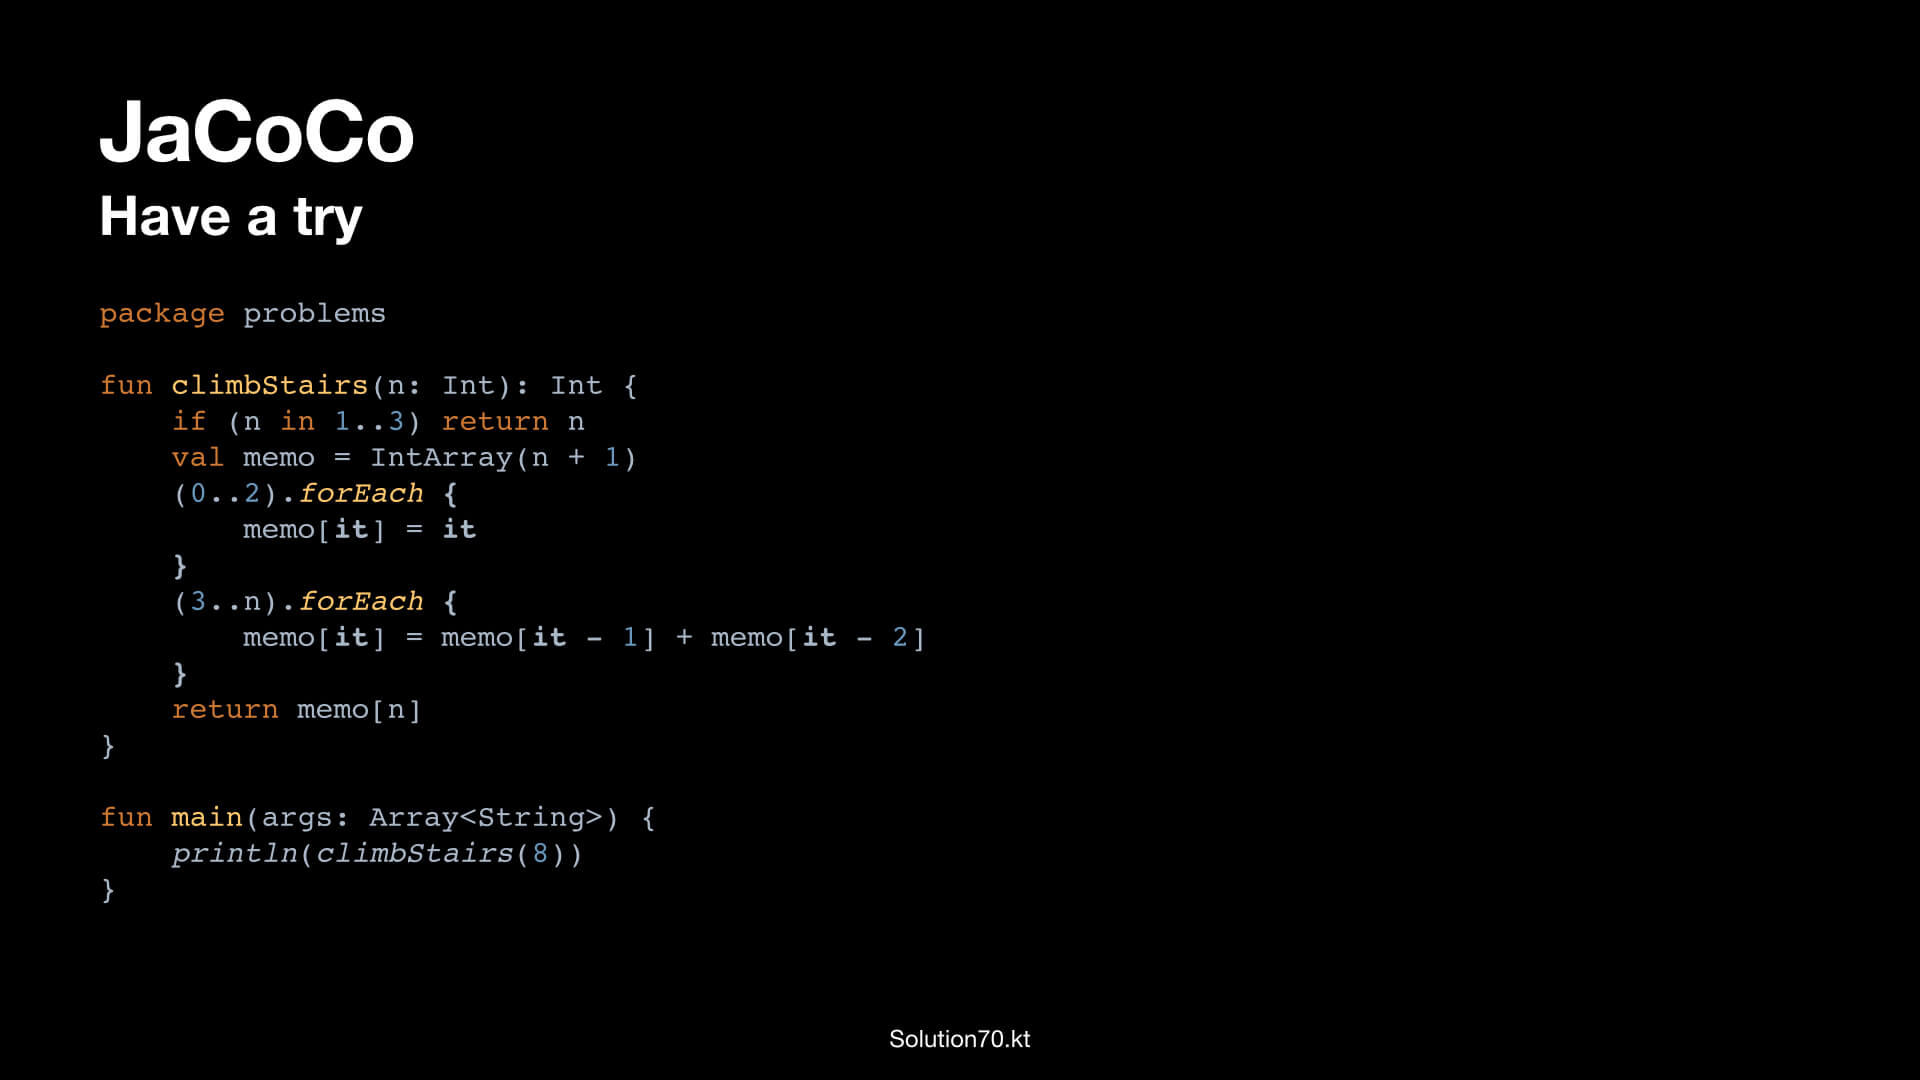 JaCoCo
Have a try
package problems
fun climbStairs(n: Int): Int {
    if (n in 1..3) return n
    val memo = IntArray(n + 1)
    (0..2).forEach {
        memo[it] = it
    }
    (3..n).forEach {
        memo[it] = memo[it - 1] + memo[it - 2]
    }
    return memo[n]
}
fun main(args: Array<String>) {
    println(climbStairs(8))
}
Solution70.kt